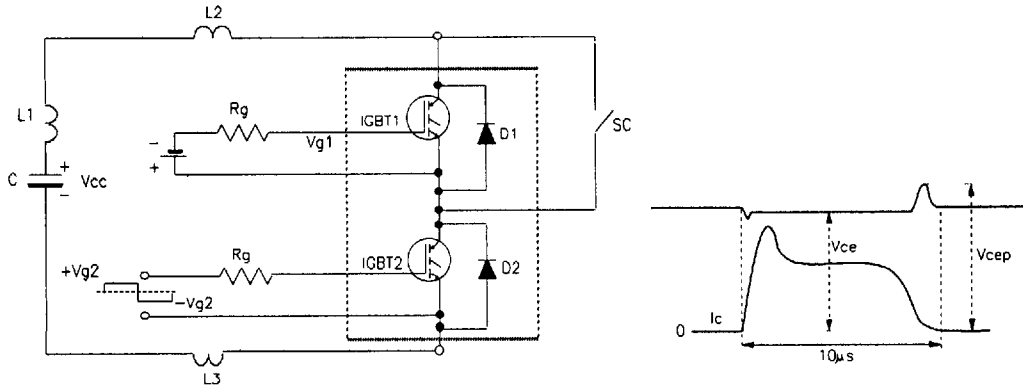 L2
L1
Rg
IGBT1
D1
SC
-
+
Vg1
C
+
-
Vcc
+Vg2
-Vg2
Rg
IGBT2
D2
L3
Vce
Vcep
0
Ic
10μs